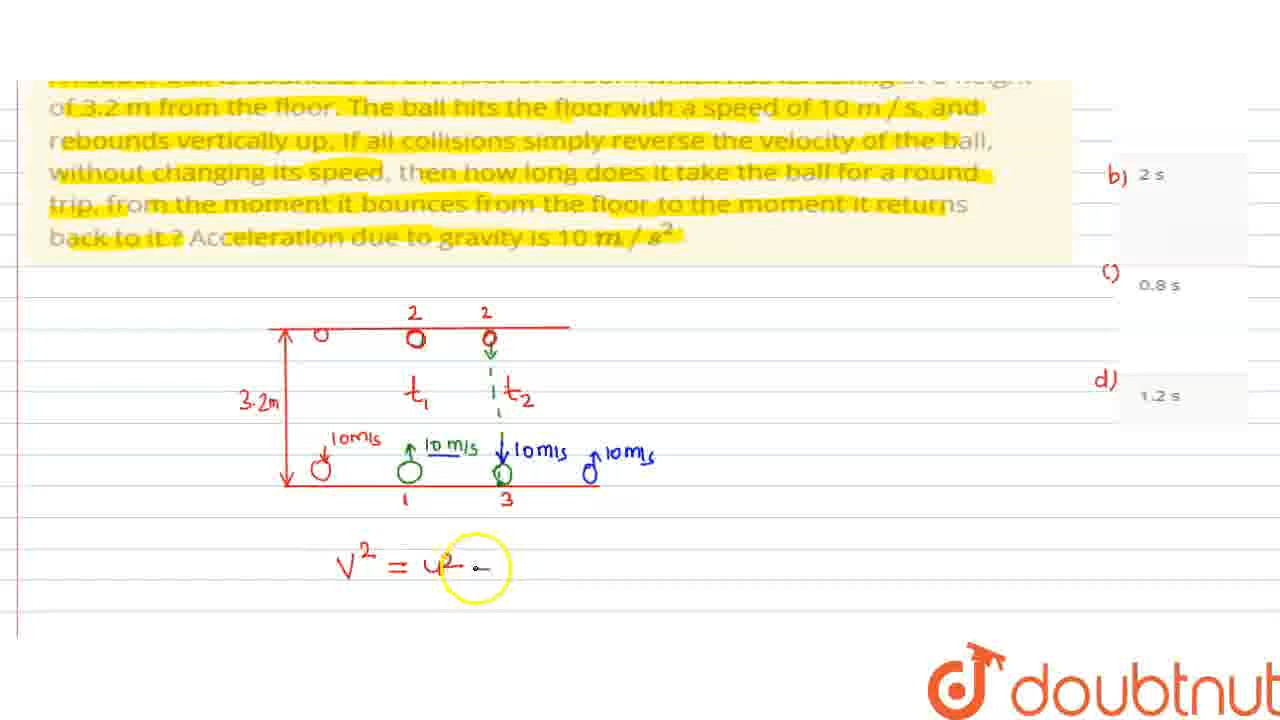 of 3.2 m from the floor. The ball hits the floor with a speed of 10 m/s, and
rebounds vertically up. If all collisions simply reverse the velocity of the ball,
without changing its speed, then how long does it take the ball for a round
trip, from the moment it bounces from the floor to the moment it returns
back to it? Acceleration due to gravity is 10 m/s²
b) 2 s
c) 0.8 s
d) 1.2 s
2 2
3.2m t₁ t₂
10m/s 10 m/s 10m/s 10m/s
1 3
v² = u² -
doubtnut